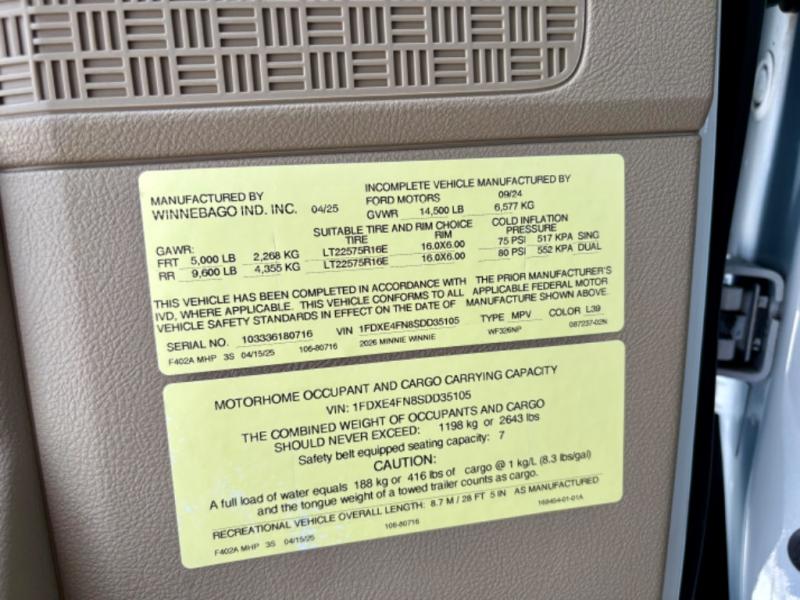 MANUFACTURED BY
WINNEBAGO IND. INC. 04/25
INCOMPLETE VEHICLE MANUFACTURED BY
FORD MOTORS 09/24
GVWR 14,500 LB 6,577 KG
SUITABLE TIRE AND RIM CHOICE
COLD INFLATION
GAWR: TIRE RIM PRESSURE
FRT 5,000 LB 2,268 KG LT22575R16E 16.0X6.00 75 PSI 517 KPA SING
RR 9,600 LB 4,355 KG LT22575R16E 16.0X6.00 80 PSI 552 KPA DUAL
THIS VEHICLE HAS BEEN COMPLETED IN ACCORDANCE WITH THE PRIOR MANUFACTURER'S
IVD, WHERE APPLICABLE. THIS VEHICLE CONFORMS TO ALL APPLICABLE FEDERAL MOTOR
VEHICLE SAFETY STANDARDS IN EFFECT ON THE DATE OF MANUFACTURE SHOWN ABOVE.
SERIAL NO. 103336180716 VIN 1FDXE4FN8SDD35105 TYPE MPV COLOR L39
F402A MHP 3S 04/15/25 106-80716 2026 MINNIE WINNIE WF326NP 087237-02N
MOTORHOME OCCUPANT AND CARGO CARRYING CAPACITY
VIN: 1FDXE4FN8SDD35105
THE COMBINED WEIGHT OF OCCUPANTS AND CARGO
SHOULD NEVER EXCEED: 1198 kg or 2643 lbs
Safety belt equipped seating capacity: 7
CAUTION:
A full load of water equals 188 kg or 416 lbs of cargo @ 1 kg/L (8.3 lbs/gal)
and the tongue weight of a towed trailer counts as cargo.
RECREATIONAL VEHICLE OVERALL LENGTH: 8.7 M / 28 FT 5 IN AS MANUFACTURED
F402A MHP 3S 04/15/25 106-80716 168454-01-01A